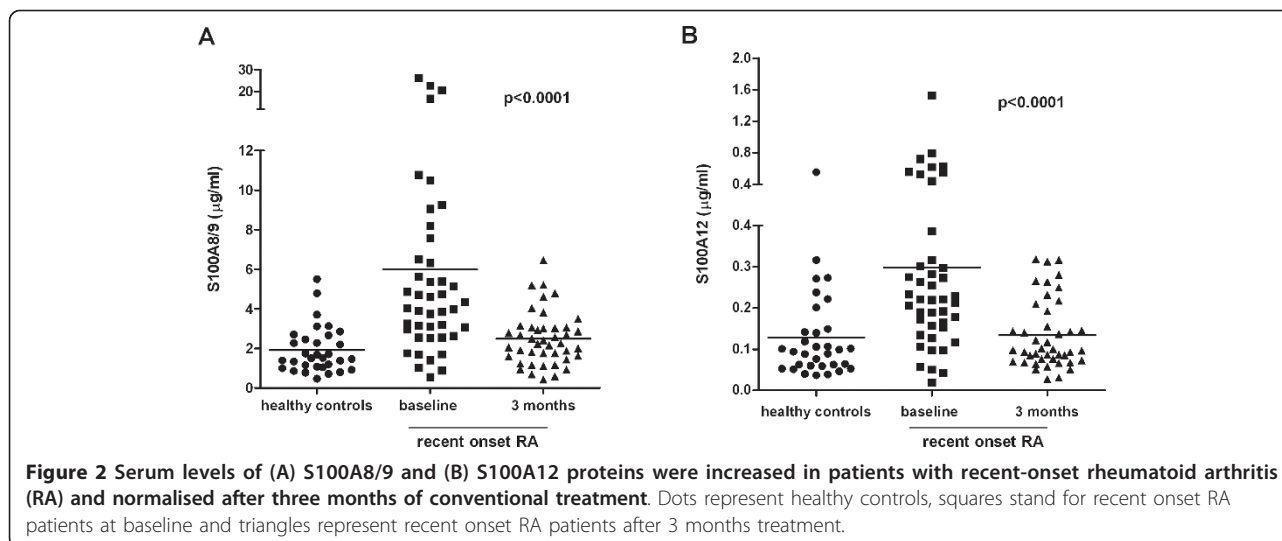 A
30
20
12
10
8
6
4
2
0
S100A8/9 (µg/ml)
p<0.0001
healthy controls
baseline
3 months
recent onset RA
B
2.0
1.6
1.2
0.8
0.4
0.4
0.3
0.2
0.1
0.0
S100A12 (µg/ml)
p<0.0001
healthy controls
baseline
3 months
recent onset RA
Figure 2 Serum levels of (A) S100A8/9 and (B) S100A12 proteins were increased in patients with recent-onset rheumatoid arthritis
(RA) and normalised after three months of conventional treatment. Dots represent healthy controls, squares stand for recent onset RA
patients at baseline and triangles represent recent onset RA patients after 3 months treatment.